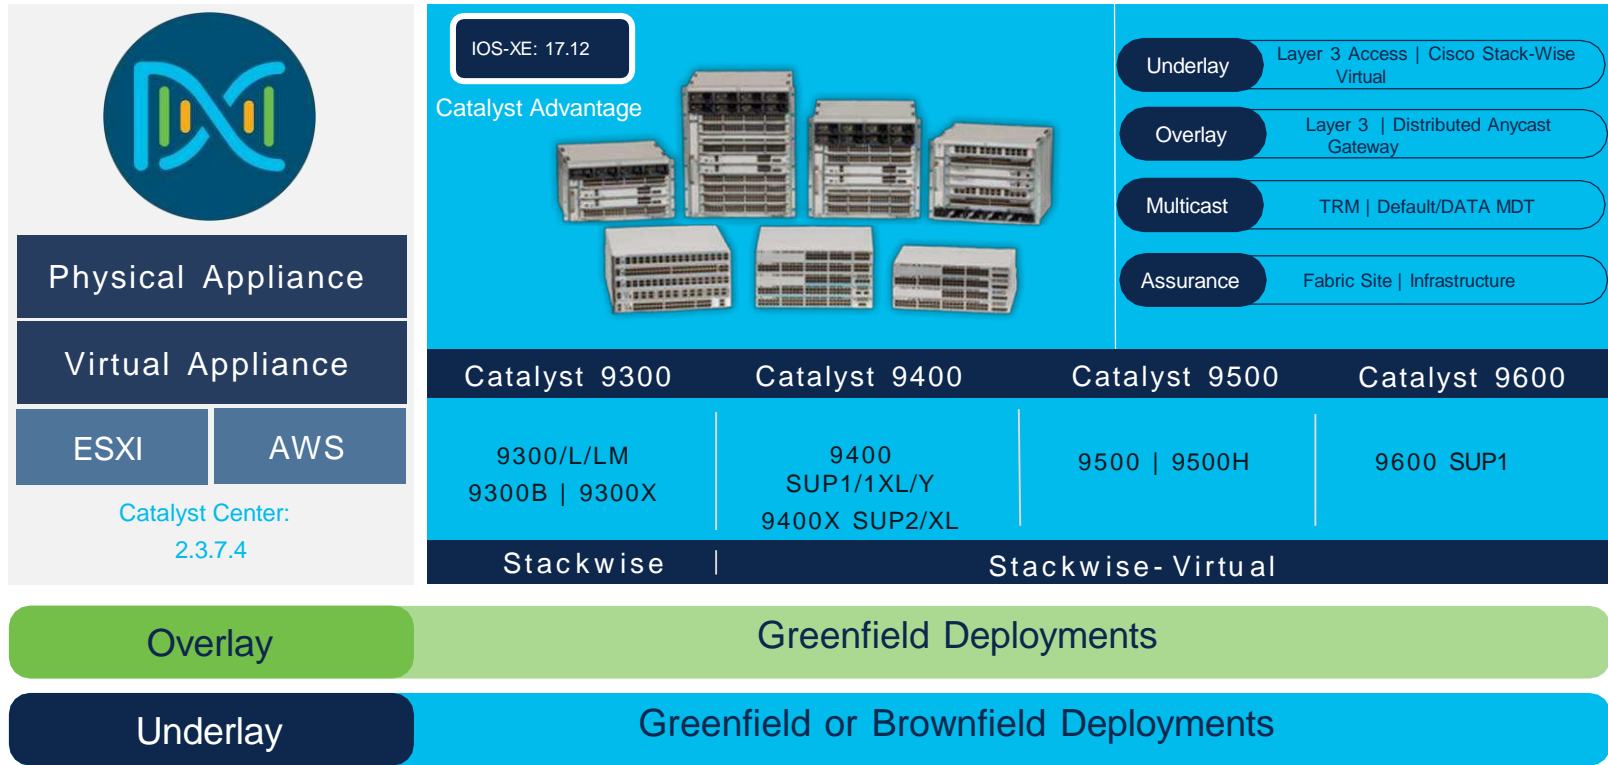 Physical Appliance
Virtual Appliance
ESXI
AWS
Catalyst Center:
2.3.7.4
IOS-XE: 17.12
Catalyst Advantage
Underlay
Layer 3 Access | Cisco Stack-Wise
Virtual
Overlay
Layer 3 | Distributed Anycast
Gateway
Multicast
TRM | Default/DATA MDT
Assurance
Fabric Site | Infrastructure
Catalyst 9300
Catalyst 9400
Catalyst 9500
Catalyst 9600
9300/L/LM
9300B | 9300X
9400
SUP1/1XL/Y
9400X SUP2/XL
9500 | 9500H
9600 SUP1
Stackwise |
Stackwise-Virtual
Overlay
Greenfield Deployments
Underlay
Greenfield or Brownfield Deployments